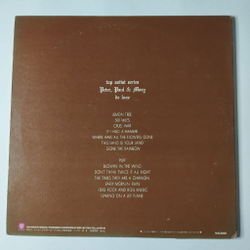 top artist series
Peter, Paul & Mary
de luxe
LEMON TREE
500 MILES
CRUEL WAR
IF I HAD A HAMMER
WHERE HAVE ALL THE FLOWERS GONE
THIS LAND IS YOUR LAND
GONE THE RAINBOW
PUFF
BLOWIN' IN THE WIND
DON'T THINK TWICE IT'S ALL RIGHT
THE TIMES THEY ARE A CHANGIN'
EARLY MORNIN' RAIN
I DIG ROCK AND ROLL MUSIC
LEAVING ON A JET PLANE